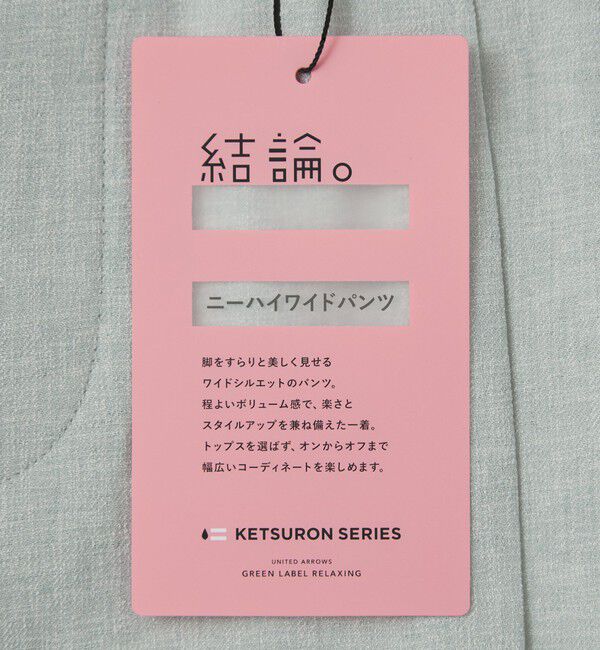 結論。
ニーハイワイドパンツ
脚をすらりと美しく見せる
ワイドシルエットのパンツ。
程よいボリューム感で、楽さと
スタイルアップを兼ね備えた一着。
トップスを選ばず、オンからオフまで
幅広いコーディネートを楽しめます。
KETSURON SERIES
UNITED ARROWS
GREEN LABEL RELAXING